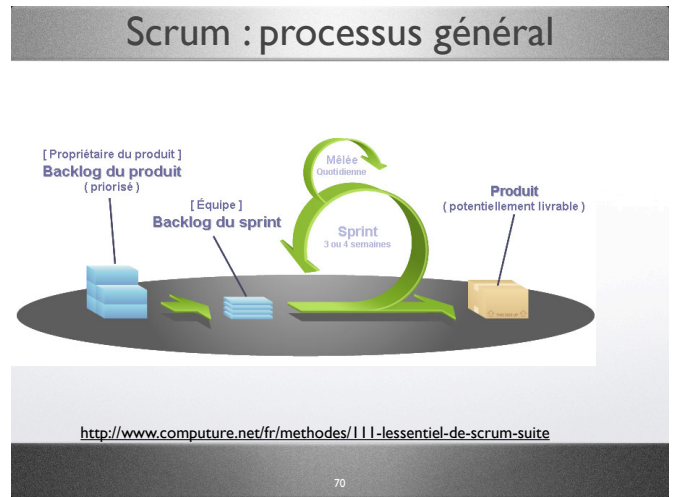 Scrum : processus général
[ Propriétaire du produit ]
Backlog du produit
( priorisé )
[ Équipe ]
Backlog du sprint
Mêlée
Quotidienne
Sprint
3 ou 4 semaines
Produit
( potentiellement livrable )
http://www.computure.net/fr/methodes/111-lessentiel-de-scrum-suite
70